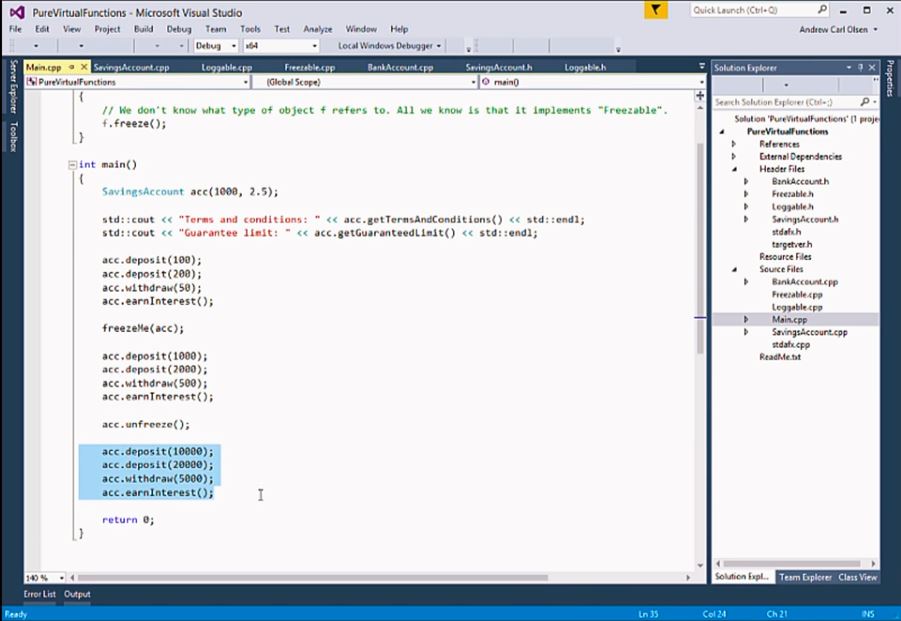 PureVirtualFunctions - Microsoft Visual Studio
Quick Launch (Ctrl+Q)
File Edit View Project Build Debug Team Tools Test Analyze Window Help
Andrew Carl Olsen
Debug x64 Local Windows Debugger
Server Explorer
Toolbox
Main.cpp SavingsAccount.cpp Loggable.cpp Freezable.cpp BankAccount.cpp SavingsAccount.h Loggable.h
PureVirtualFunctions (Global Scope) main()
{
// We don't know what type of object f refers to. All we know is that it implements "Freezable".
f.freeze();
}
int main()
{
SavingsAccount acc(1000, 2.5);
std::cout << "Terms and conditions: " << acc.getTermsAndConditions() << std::endl;
std::cout << "Guarantee limit: " << acc.getGuaranteedLimit() << std::endl;
acc.deposit(100);
acc.deposit(200);
acc.withdraw(50);
acc.earnInterest();
freezeMe(acc);
acc.deposit(1000);
acc.deposit(2000);
acc.withdraw(500);
acc.earnInterest();
acc.unfreeze();
acc.deposit(10000);
acc.deposit(20000);
acc.withdraw(5000);
acc.earnInterest();
return 0;
}
140 %
Solution Explorer
Search Solution Explorer (Ctrl+;)
Solution 'PureVirtualFunctions' (1 proje
PureVirtualFunctions
References
External Dependencies
Header Files
BankAccount.h
Freezable.h
Loggable.h
SavingsAccount.h
stdafx.h
targetver.h
Resource Files
Source Files
BankAccount.cpp
Freezable.cpp
Loggable.cpp
Main.cpp
SavingsAccount.cpp
stdafx.cpp
ReadMe.txt
Solution Expl... Team Explorer Class View
Properties
Error List Output
Ready Ln 35 Col 24 Ch 21 INS